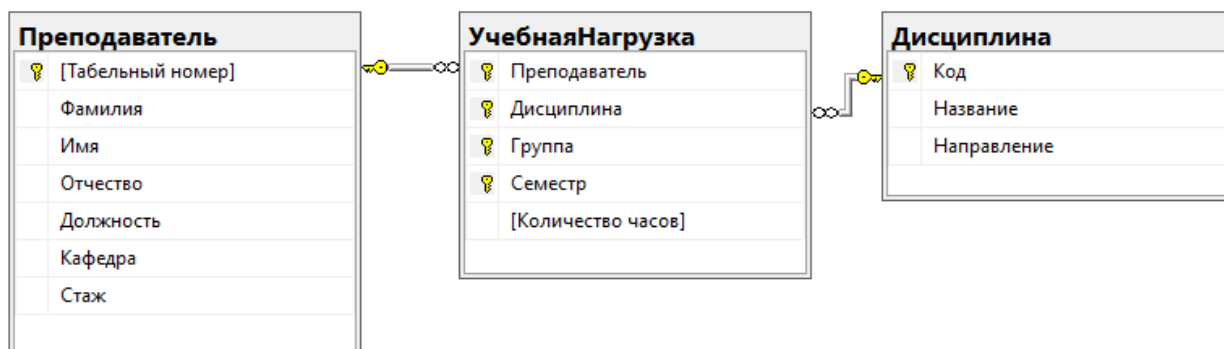 Преподаватель
[Табельный номер]
Фамилия
Имя
Отчество
Должность
Кафедра
Стаж
УчебнаяНагрузка
Преподаватель
Дисциплина
Группа
Семестр
[Количество часов]
Дисциплина
Код
Название
Направление